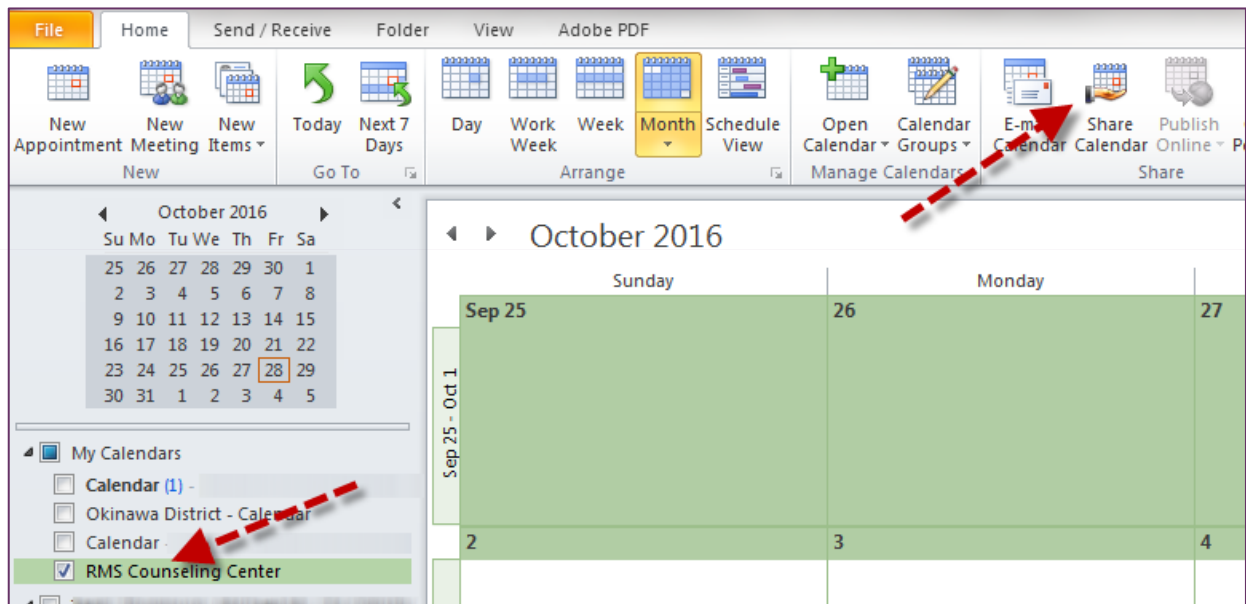 File Home Send / Receive Folder View Adobe PDF
New Appointment
New Meeting
New Items
Today
Next 7 Days
Day
Work Week
Week
Month
Schedule View
Open Calendar
Calendar Groups
Calendar
Share Calendar
Publish Online
New Go To Arrange Manage Calendars Share
October 2016
Su Mo Tu We Th Fr Sa
25 26 27 28 29 30 1
2 3 4 5 6 7 8
9 10 11 12 13 14 15
16 17 18 19 20 21 22
23 24 25 26 27 28 29
30 31 1 2 3 4 5
My Calendars
Calendar (1) -
Okinawa District - Calendar
Calendar -
RMS Counseling Center
October 2016
Sunday Monday
Sep 25 26 27
Sep 25 - Oct 1
2 3 4